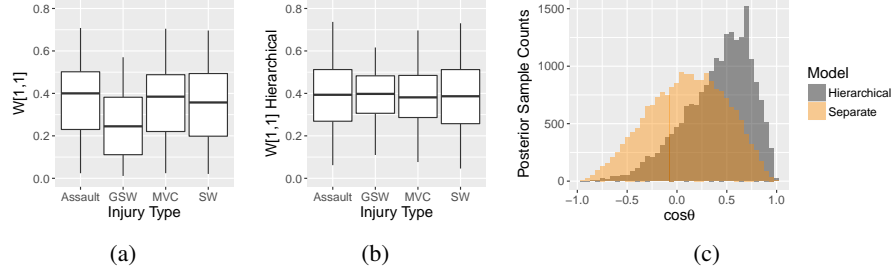 W[1,1]
0.8
0.6
0.4
0.2
0.0
Assault GSW MVC SW
Injury Type
(a)
W[1,1] Hierarchical
0.8
0.6
0.4
0.2
0.0
Assault GSW MVC SW
Injury Type
(b)
Posterior Sample Counts
1500
1000
500
0
−1.0 −0.5 0.0 0.5 1.0
cosθ
(c)
Model
Hierarchical
Separate